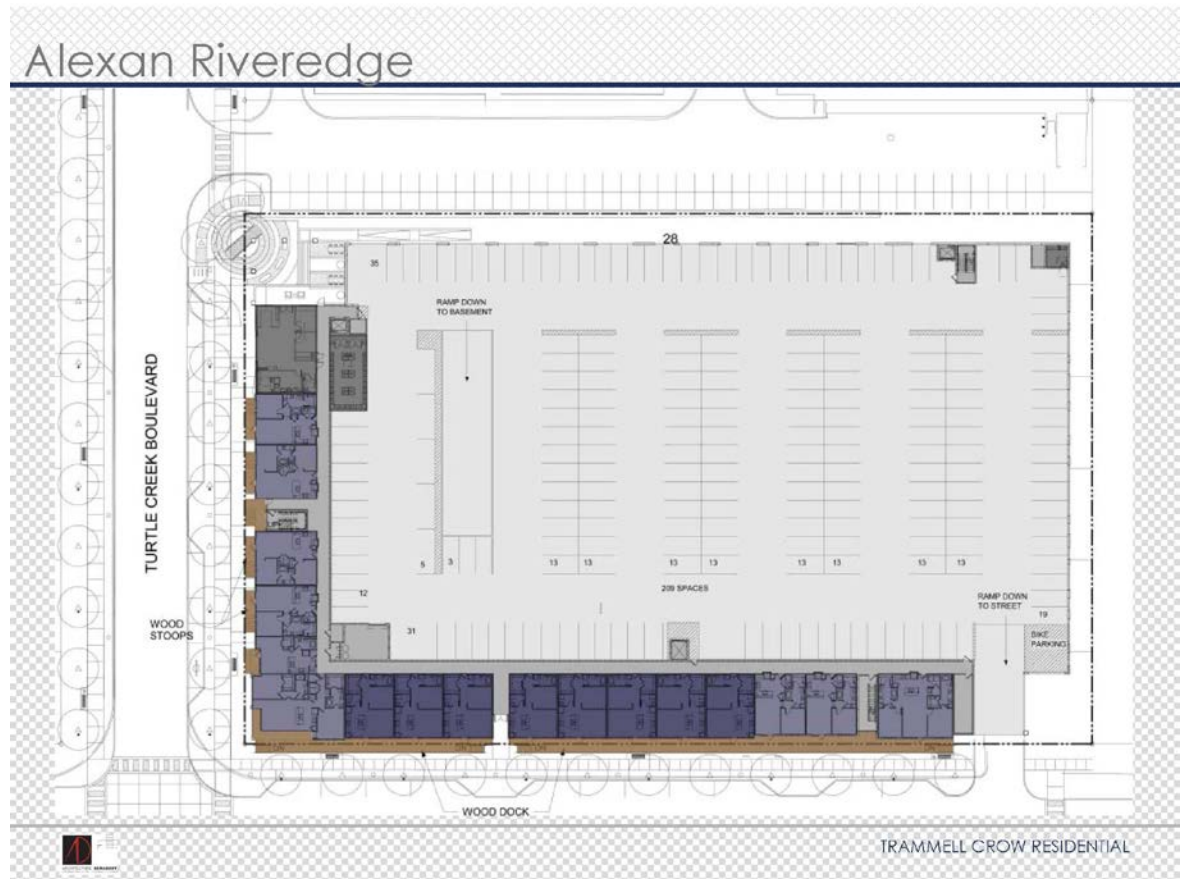 Alexan Riveredge
28
35
RAMP DOWN
TO BASEMENT
TURTLE CREEK BOULEVARD
5
3
13
13
13
13
13
13
13
13
209 SPACES
12
RAMP DOWN
TO STREET
19
WOOD
STOOPS
31
BIKE
PARKING
WOOD DOCK
TRAMMELL CROW RESIDENTIAL